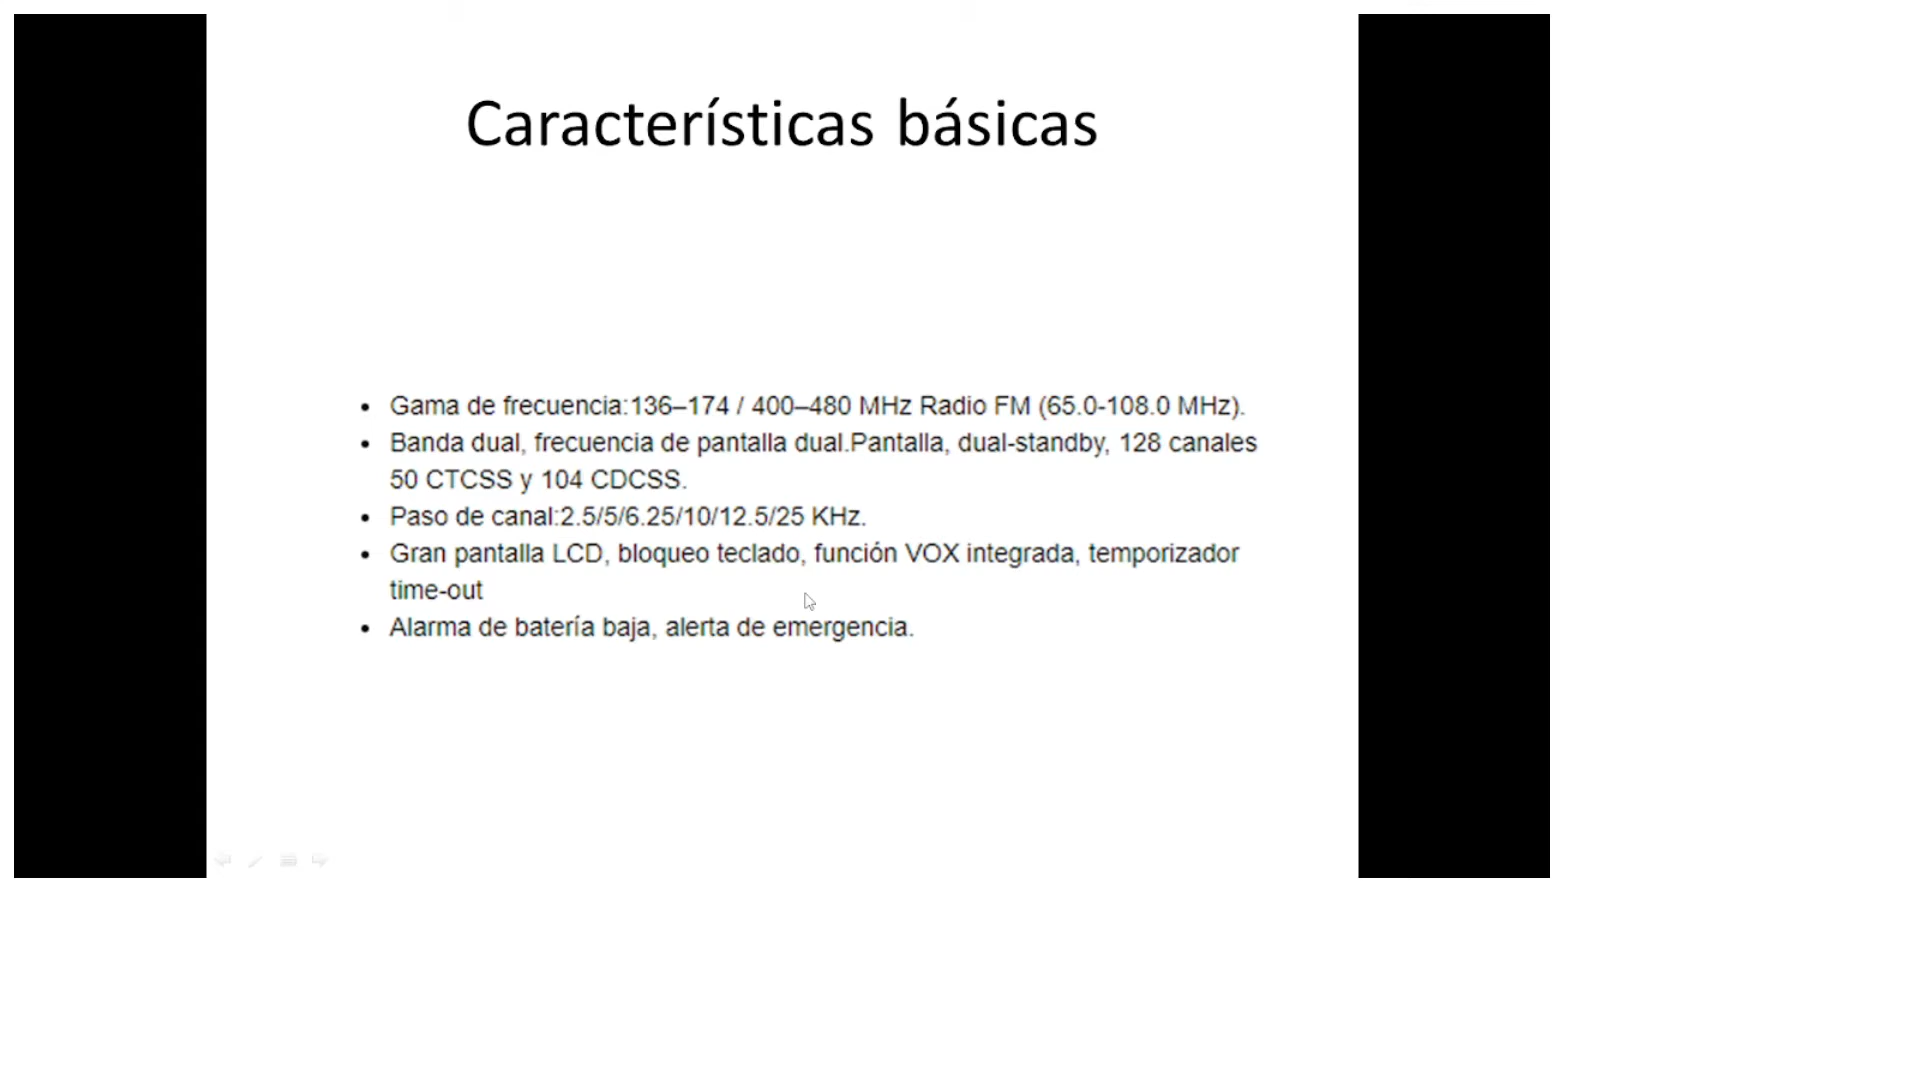 Características básicas
• Gama de frecuencia:136–174 / 400–480 MHz Radio FM (65.0-108.0 MHz).
• Banda dual, frecuencia de pantalla dual.Pantalla, dual-standby, 128 canales
50 CTCSS y 104 CDCSS.
• Paso de canal:2.5/5/6.25/10/12.5/25 KHz.
• Gran pantalla LCD, bloqueo teclado, función VOX integrada, temporizador
time-out
• Alarma de batería baja, alerta de emergencia.